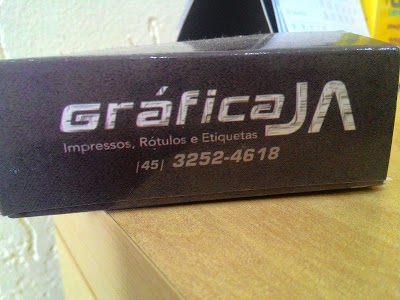 GráficaJA
Impressos, Rótulos e Etiquetas
|45| 3252-4618